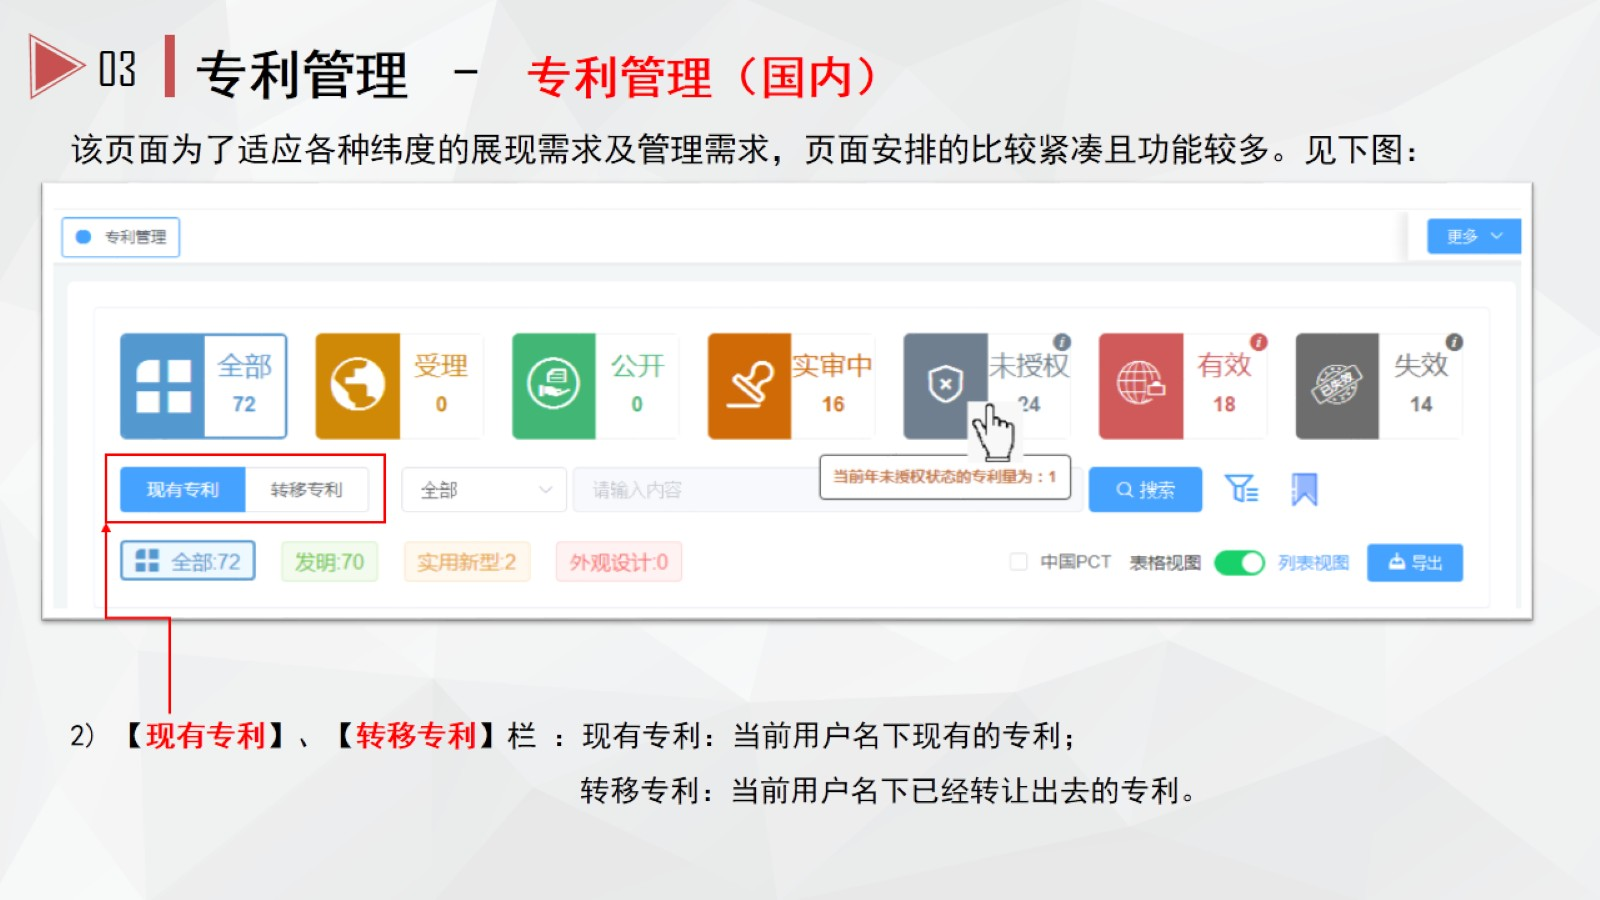 03 专利管理 － 专利管理（国内）
该页面为了适应各种纬度的展现需求及管理需求，页面安排的比较紧凑且功能较多。见下图：
专利管理 更多
全部 受理 公开 实审中 未授权 有效 失效
72 0 0 16 24 18 14
当前年未授权状态的专利量为：1
现有专利 转移专利 全部 请输入内容 搜索
全部:72 发明:70 实用新型:2 外观设计:0 中国PCT 表格视图 列表视图 导出
2）【现有专利】、【转移专利】栏 ：现有专利：当前用户名下现有的专利；
转移专利：当前用户名下已经转让出去的专利。